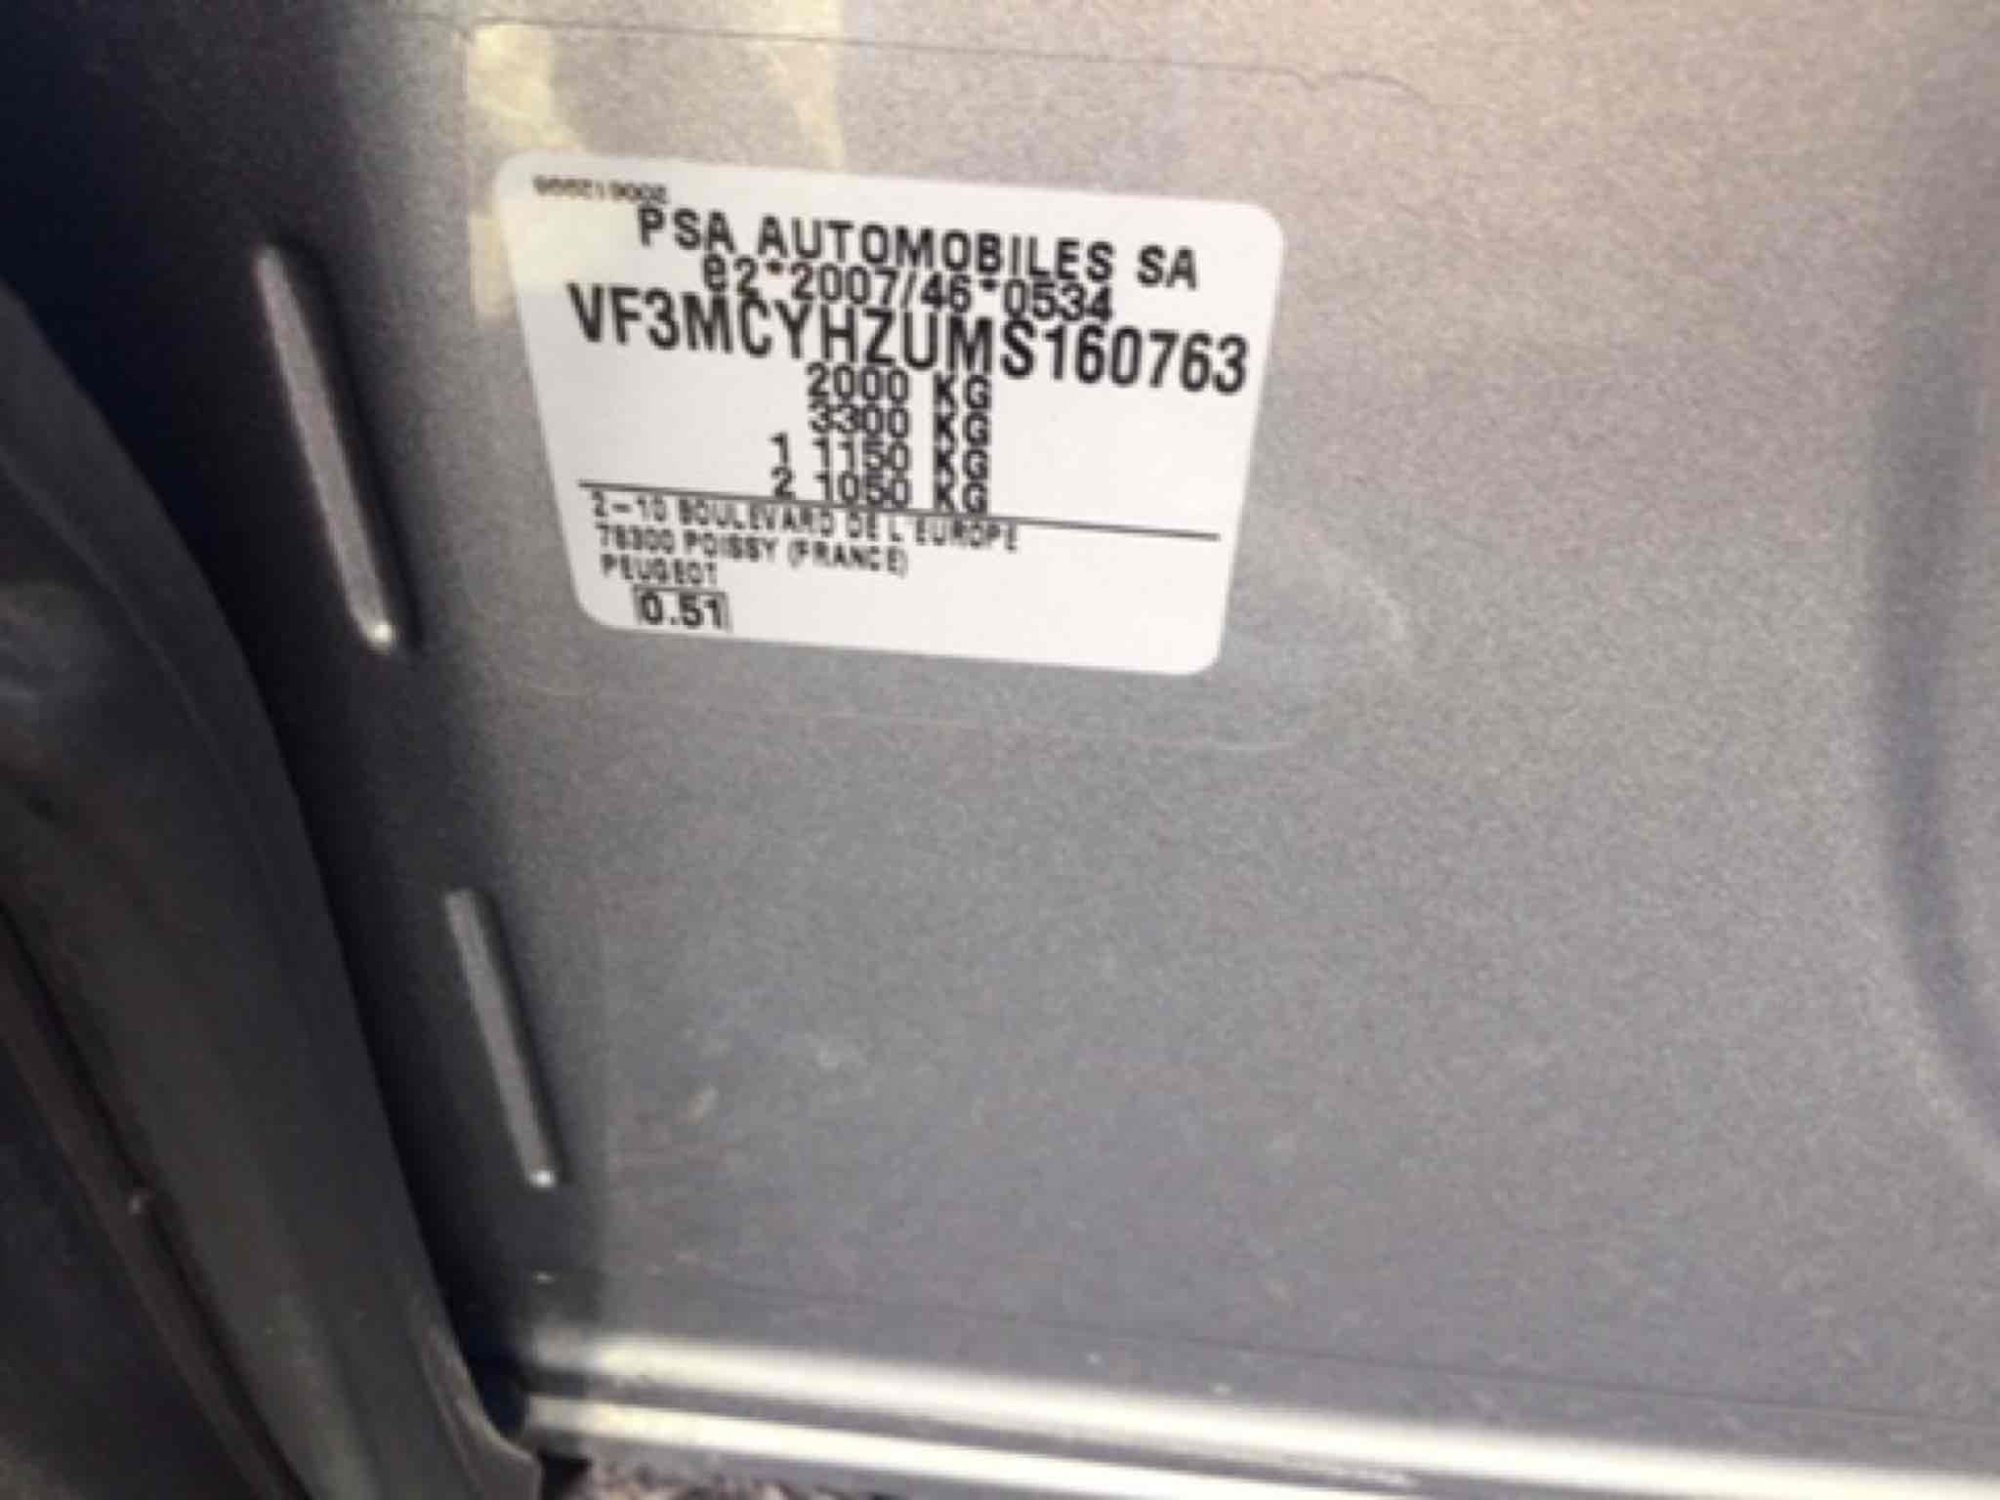 PSA AUTOMOBILES SA
e2*2007/46*0534
VF3MCYHZUMS160763
2000 KG
3300 KG
1 1150 KG
2 1050 KG
2-10 BOULEVARD DE L'EUROPE
78300 POISSY (FRANCE)
PEUGEOT
0.51